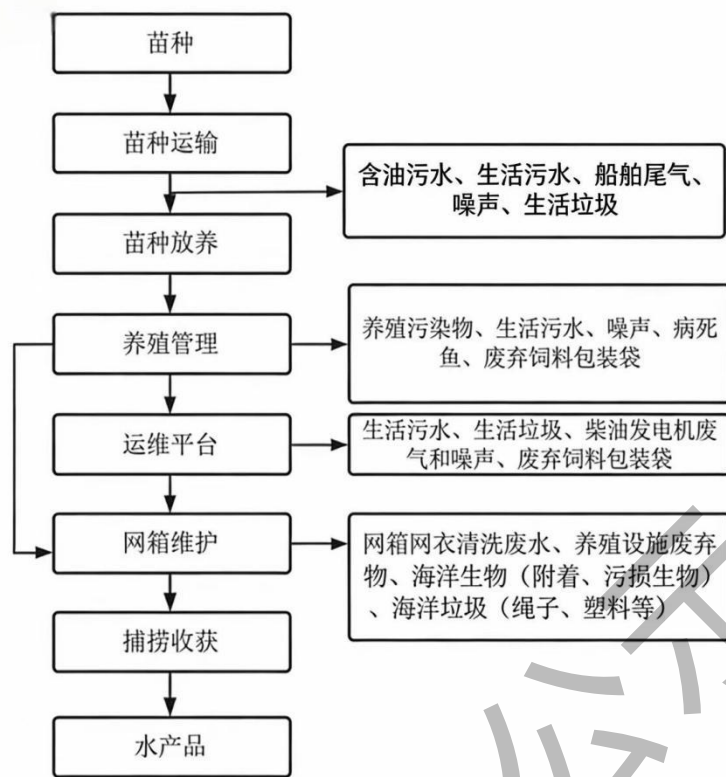 苗种
苗种运输
含油污水、生活污水、船舶尾气、
噪声、生活垃圾
苗种放养
养殖管理
养殖污染物、生活污水、噪声、病死
鱼、废弃饲料包装袋
运维平台
生活污水、生活垃圾、柴油发电机废
气和噪声、废弃饲料包装袋
网箱维护
网箱网衣清洗废水、养殖设施废弃
物、海洋生物（附着、污损生物）
、海洋垃圾（绳子、塑料等）
捕捞收获
水产品